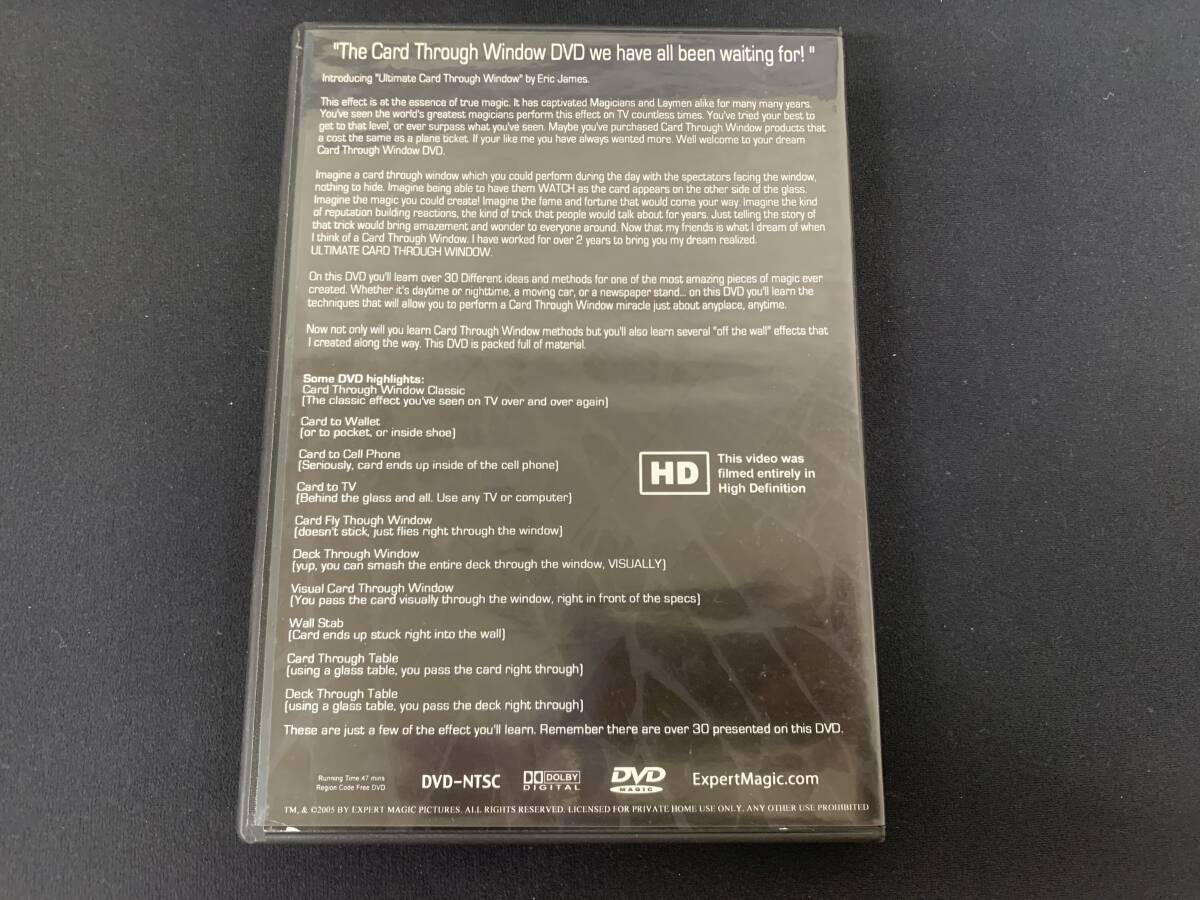 "The Card Through Window DVD we have all been waiting for! "
Introducing "Ultimate Card Through Window" by Eric James.
This effect is at the essence of true magic. It has captivated Magicians and Laymen alike for many many years.
You've seen the world's greatest magicians perform this effect on TV countless times. You've tried your best to
get to that level, or ever surpass what you've seen. Maybe you've purchased Card Through Window products that
a cost the same as a plane ticket. If your like me you have always wanted more. Well welcome to your dream
Card Through Window DVD.
Imagine a card through window which you could perform during the day with the spectators facing the window,
nothing to hide. Imagine being able to have them WATCH as the card appears on the other side of the glass.
Imagine the magic you could create! Imagine the fame and fortune that would come your way. Imagine the kind
of reputation building reactions, the kind of trick that people would talk about for years. Just telling the story of
that trick would bring amazement and wonder to everyone around. Now that my friends is what I dream of when
I think of a Card Through Window. I have worked for over 2 years to bring you my dream realized.
ULTIMATE CARD THROUGH WINDOW.
On this DVD you'll learn over 30 Different ideas and methods for one of the most amazing pieces of magic ever
created. Whether it's daytime or nighttime, a moving car, or a newspaper stand... on this DVD you'll learn the
techniques that will allow you to perform a Card Through Window miracle just about anyplace, anytime.
Now not only will you learn Card Through Window methods but you'll also learn several "off the wall" effects that
I created along the way. This DVD is packed full of material.
Some DVD highlights:
Card Through Window Classic
(The classic effect you've seen on TV over and over again)
Card to Wallet
(or to pocket, or inside shoe)
Card to Cell Phone
(Seriously, card ends up inside of the cell phone)
Card to TV
(Behind the glass and all. Use any TV or computer)
Card Fly Though Window
(doesn't stick, just flies right through the window)
Deck Through Window
(yup, you can smash the entire deck through the window, VISUALLY)
Visual Card Through Window
(You pass the card visually through the window, right in front of the specs)
Wall Stab
(Card ends up stuck right into the wall)
Card Through Table
(using a glass table, you pass the card right through)
Deck Through Table
(using a glass table, you pass the deck right through)
These are just a few of the effect you'll learn. Remember there are over 30 presented on this DVD.
HD
This video was
filmed entirely in
High Definition
Running Time:47 mins
Region Code Free DVD
DVD-NTSC
DOLBY
DIGITAL
DVD
MAGIC
ExpertMagic.com
TM, & ©2005 BY EXPERT MAGIC PICTURES. ALL RIGHTS RESERVED. LICENSED FOR PRIVATE HOME USE ONLY, ANY OTHER USE PROHIBITED